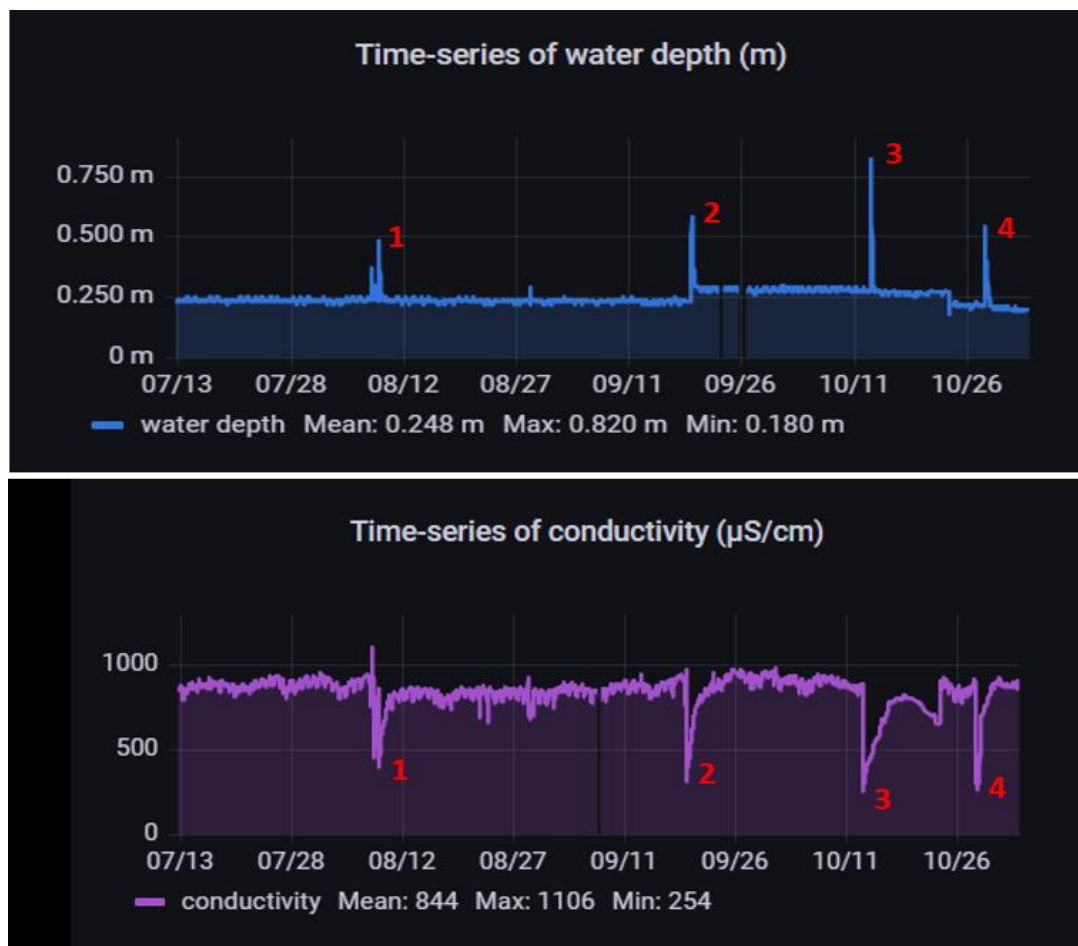 Time-series of water depth (m)
0.750 m
0.500 m
0.250 m
0 m
1
2
3
4
07/13 07/28 08/12 08/27 09/11 09/26 10/11 10/26
water depth Mean: 0.248 m Max: 0.820 m Min: 0.180 m
Time-series of conductivity (µS/cm)
1000
500
0
1
2
3
4
07/13 07/28 08/12 08/27 09/11 09/26 10/11 10/26
conductivity Mean: 844 Max: 1106 Min: 254